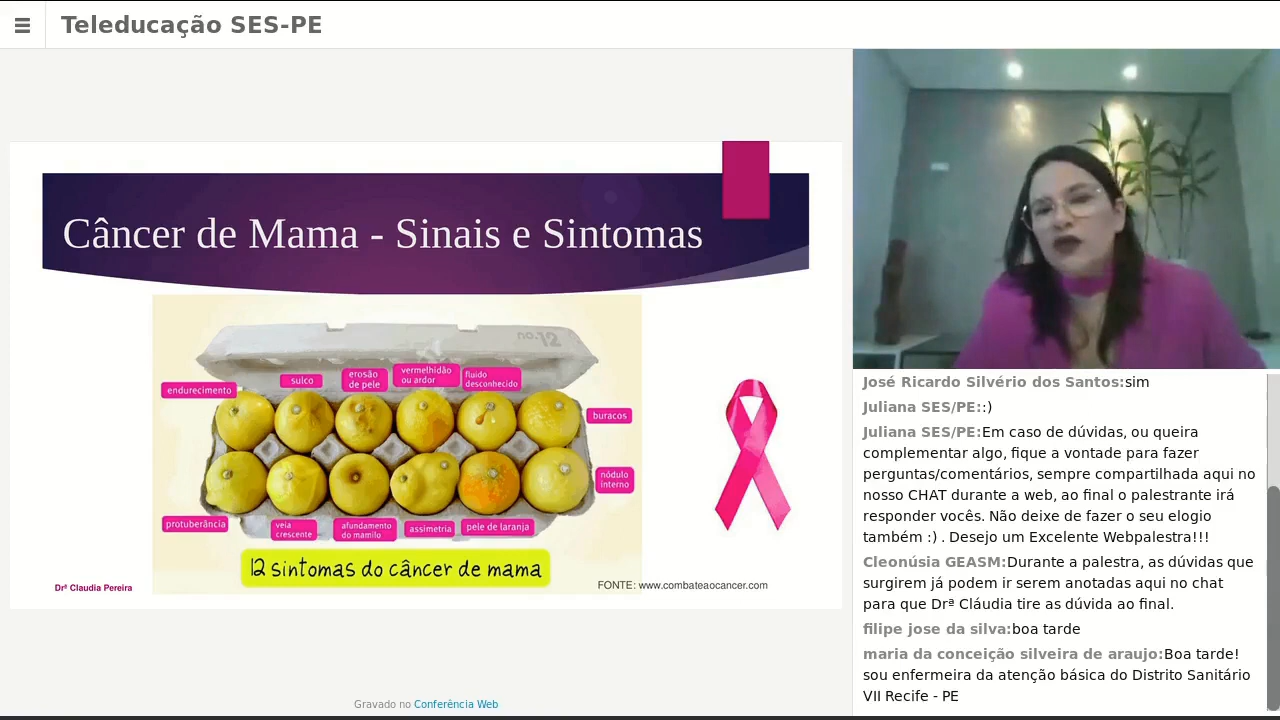 Teleducação SES-PE
Câncer de Mama - Sinais e Sintomas
no.12
endurecimento
sulco
erosão
de pele
vermelhidão
ou ardor
fluido
desconhecido
buracos
nódulo
interno
protuberância
veia
crescente
afundamento
do mamilo
assimetria
pele de laranja
12 sintomas do câncer de mama
Drª Claudia Pereira
FONTE: www.combateaocancer.com
Gravado no Conferência Web
José Ricardo Silvério dos Santos:sim
Juliana SES/PE::)
Juliana SES/PE:Em caso de dúvidas, ou queira
complementar algo, fique a vontade para fazer
perguntas/comentários, sempre compartilhada aqui no
nosso CHAT durante a web, ao final o palestrante irá
responder vocês. Não deixe de fazer o seu elogio
também :) . Desejo um Excelente Webpalestra!!!
Cleonúsia GEASM:Durante a palestra, as dúvidas que
surgirem já podem ir serem anotadas aqui no chat
para que Drª Cláudia tire as dúvida ao final.
filipe jose da silva:boa tarde
maria da conceição silveira de araujo:Boa tarde!
sou enfermeira da atenção básica do Distrito Sanitário
VII Recife - PE